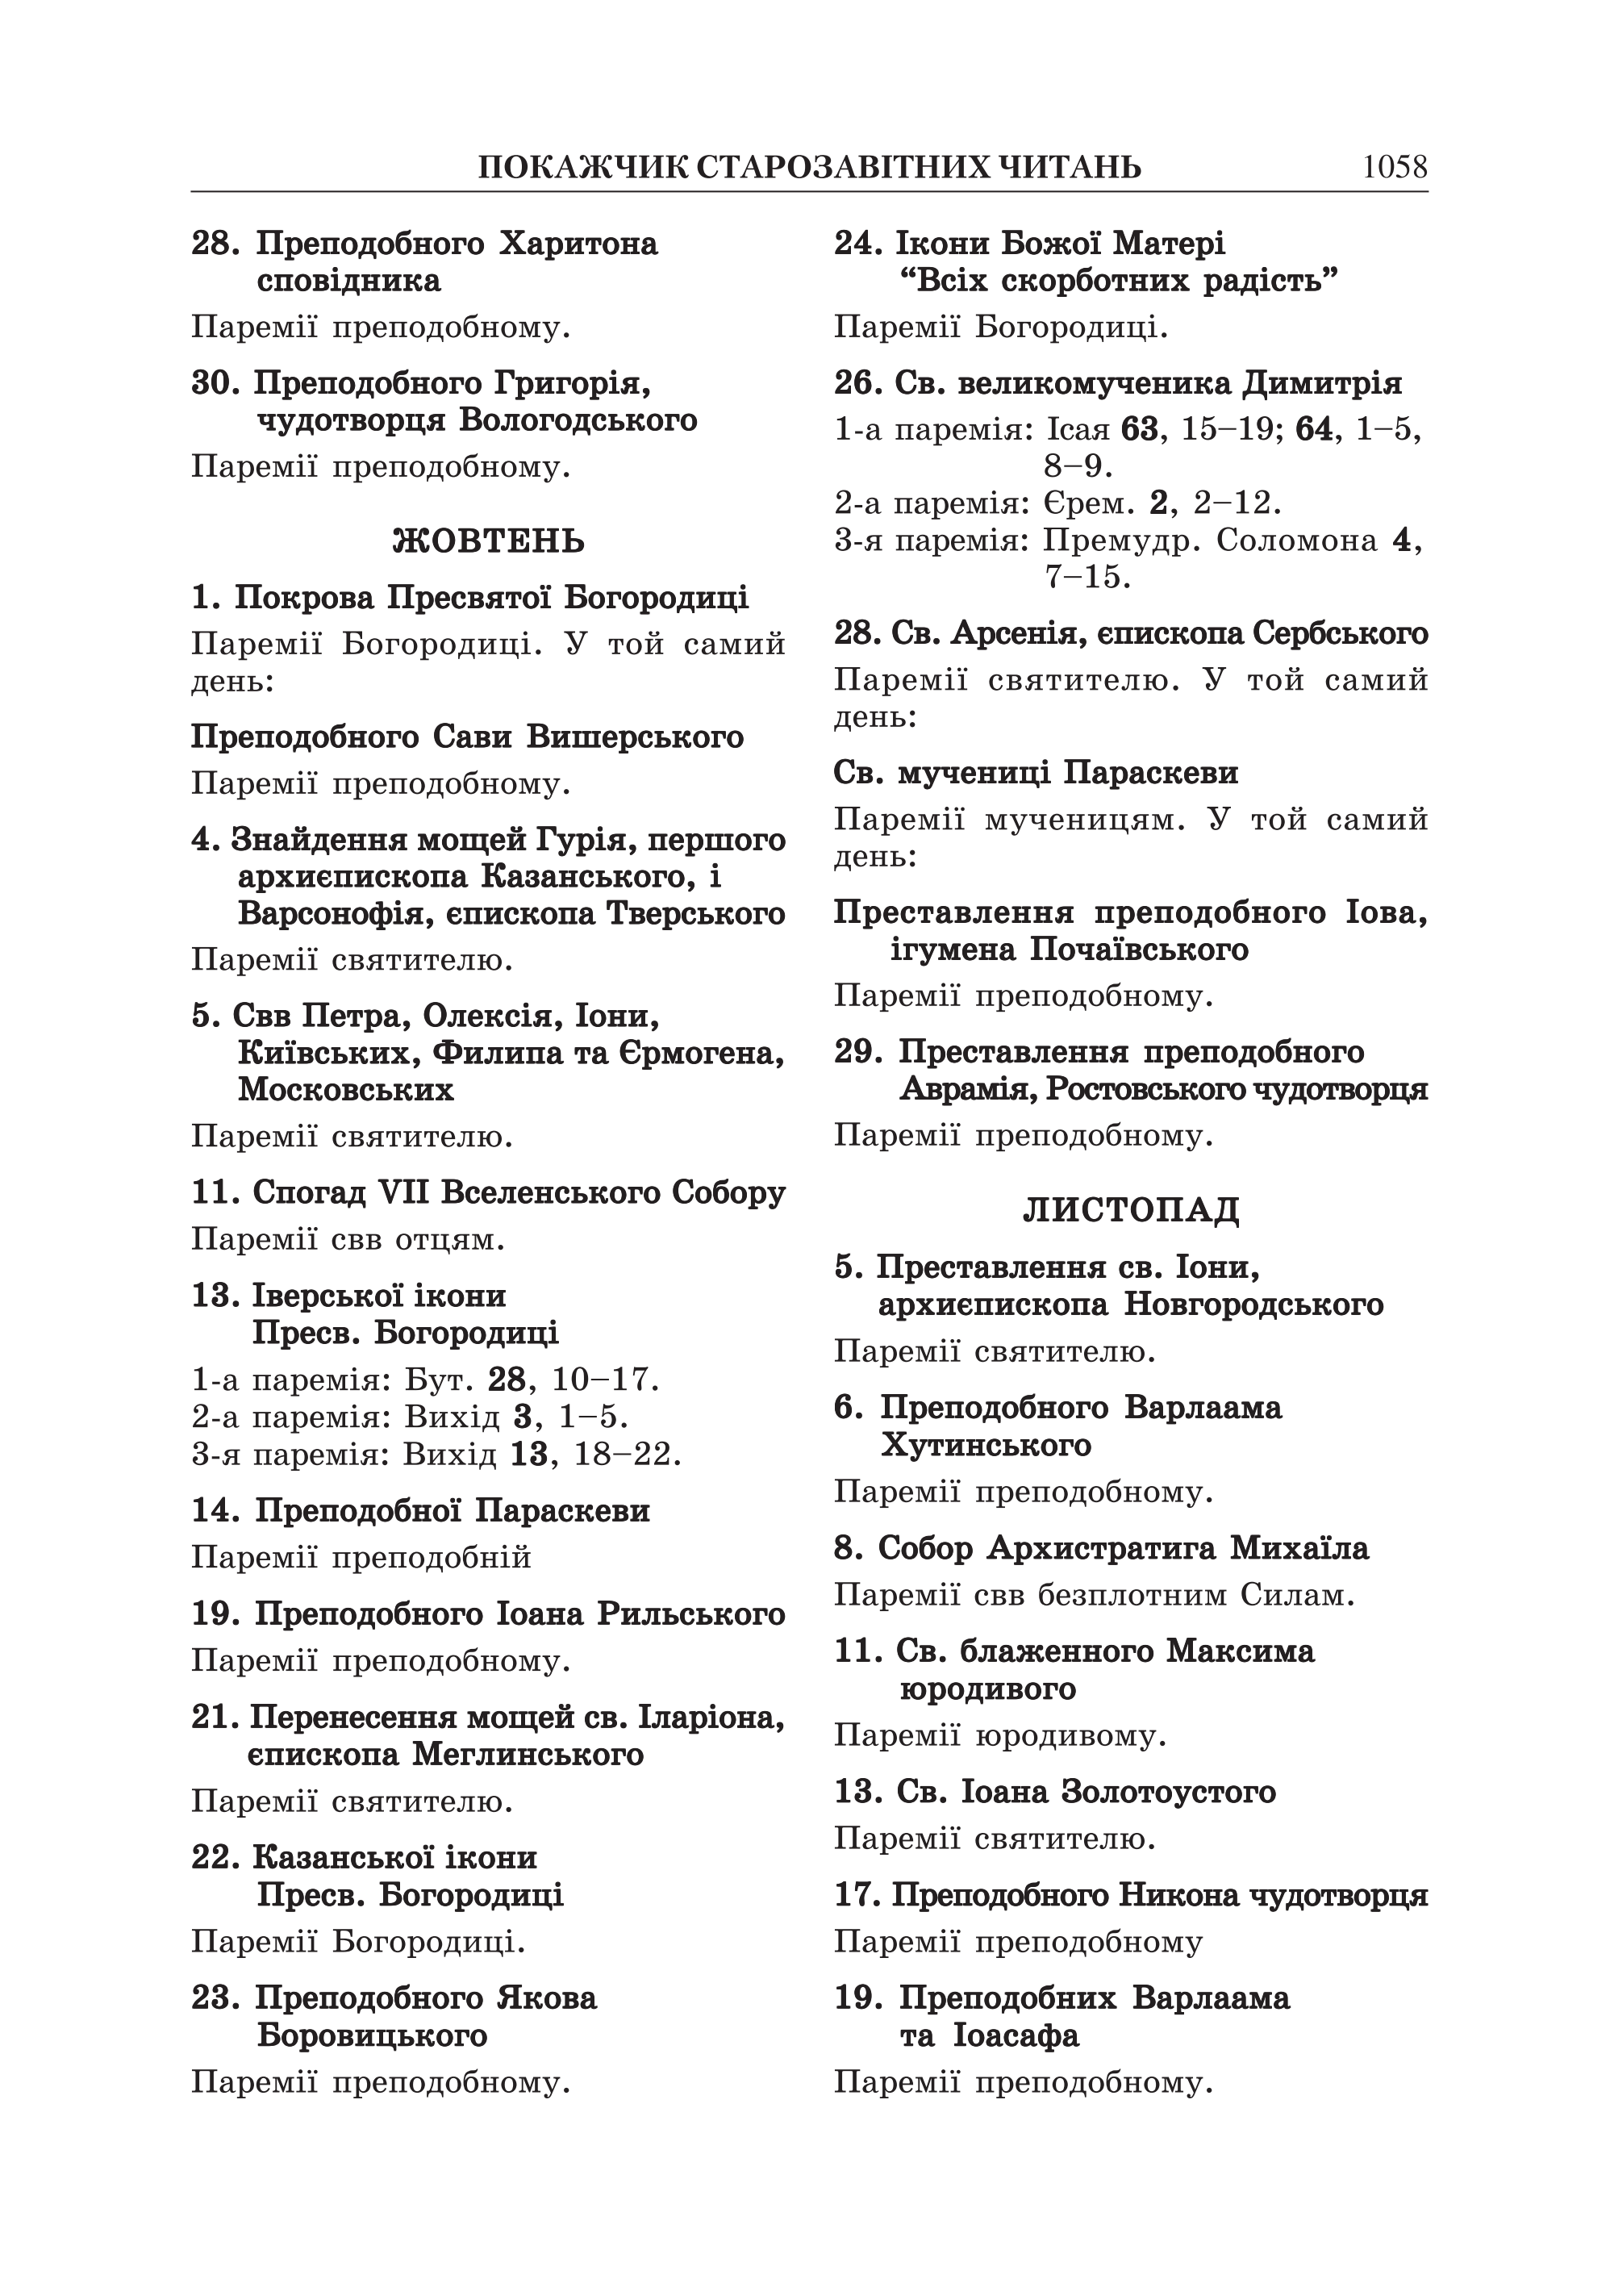 ПОКАЖЧИК СТАРОЗАВІТНИХ ЧИТАНЬ 1058
28. Преподобного Харитона
сповідника
Паремії преподобному.
30. Преподобного Григорія,
чудотворця Вологодського
Паремії преподобному.
ЖОВТЕНЬ
1. Покрова Пресвятої Богородиці
Паремії Богородиці. У той самий
день:
Преподобного Сави Вишерського
Паремії преподобному.
4. Знайдення мощей Гурія, першого
архиєпископа Казанського, і
Варсонофія, єпископа Тверського
Паремії святителю.
5. Свв Петра, Олексія, Іони,
Київських, Филипа та Єрмогена,
Московських
Паремії святителю.
11. Спогад VII Вселенського Собору
Паремії свв отцям.
13. Іверської ікони
Пресв. Богородиці
1-а паремія: Бут. 28, 10–17.
2-а паремія: Вихід 3, 1–5.
3-я паремія: Вихід 13, 18–22.
14. Преподобної Параскеви
Паремії преподобній
19. Преподобного Іоана Рильського
Паремії преподобному.
21. Перенесення мощей св. Іларіона,
єпископа Меглинського
Паремії святителю.
22. Казанської ікони
Пресв. Богородиці
Паремії Богородиці.
23. Преподобного Якова
Боровицького
Паремії преподобному.
24. Ікони Божої Матері
“Всіх скорботних радість”
Паремії Богородиці.
26. Св. великомученика Димитрія
1-а паремія: Ісая 63, 15–19; 64, 1–5,
8–9.
2-а паремія: Єрем. 2, 2–12.
3-я паремія: Премудр. Соломона 4,
7–15.
28. Св. Арсенія, єпископа Сербського
Паремії святителю. У той самий
день:
Св. мучениці Параскеви
Паремії мученицям. У той самий
день:
Преставлення преподобного Іова,
ігумена Почаївського
Паремії преподобному.
29. Преставлення преподобного
Аврамія, Ростовського чудотворця
Паремії преподобному.
ЛИСТОПАД
5. Преставлення св. Іони,
архиєпископа Новгородського
Паремії святителю.
6. Преподобного Варлаама
Хутинського
Паремії преподобному.
8. Собор Архистратига Михаїла
Паремії свв безплотним Силам.
11. Св. блаженного Максима
юродивого
Паремії юродивому.
13. Св. Іоана Золотоустого
Паремії святителю.
17. Преподобного Никона чудотворця
Паремії преподобному
19. Преподобних Варлаама
та Іоасафа
Паремії преподобному.